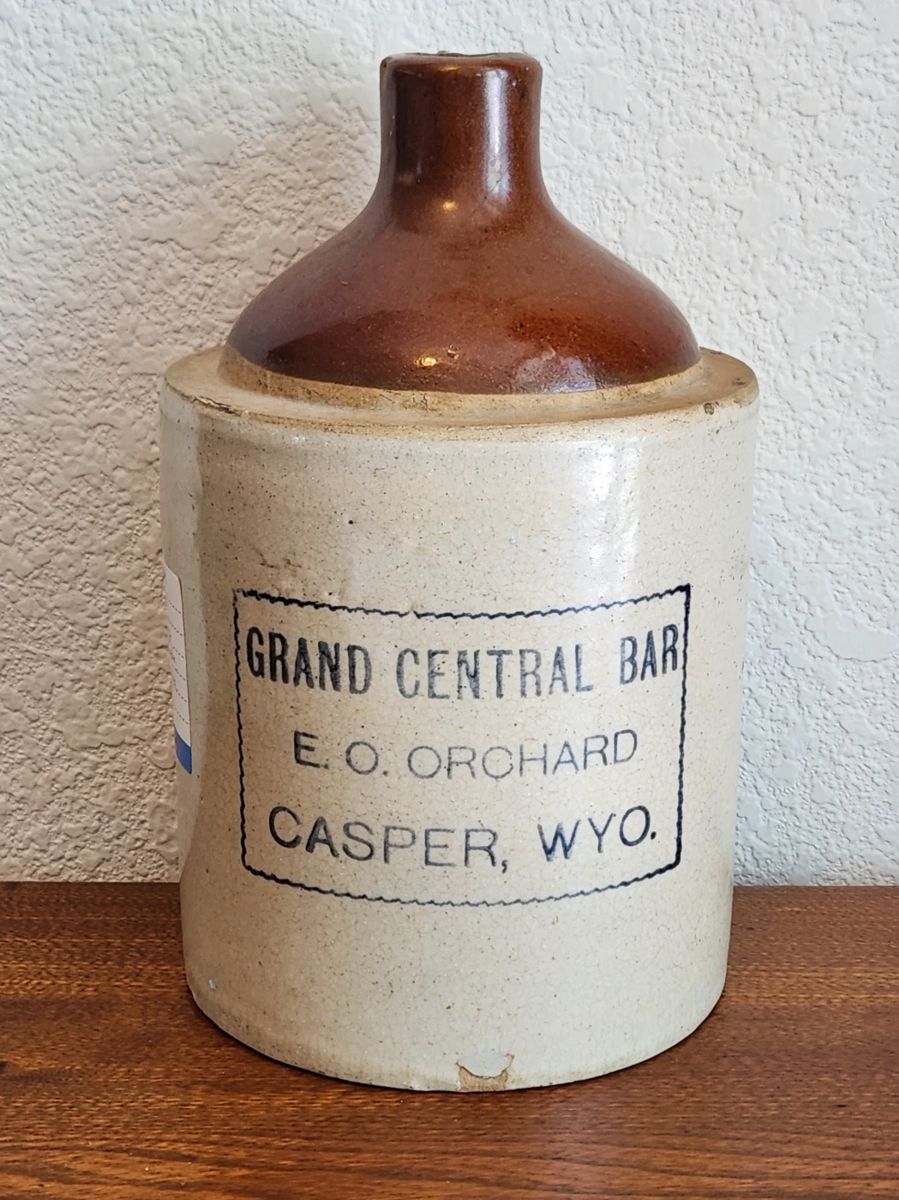 GRAND CENTRAL BAR
E. O. ORCHARD
CASPER, WYO.